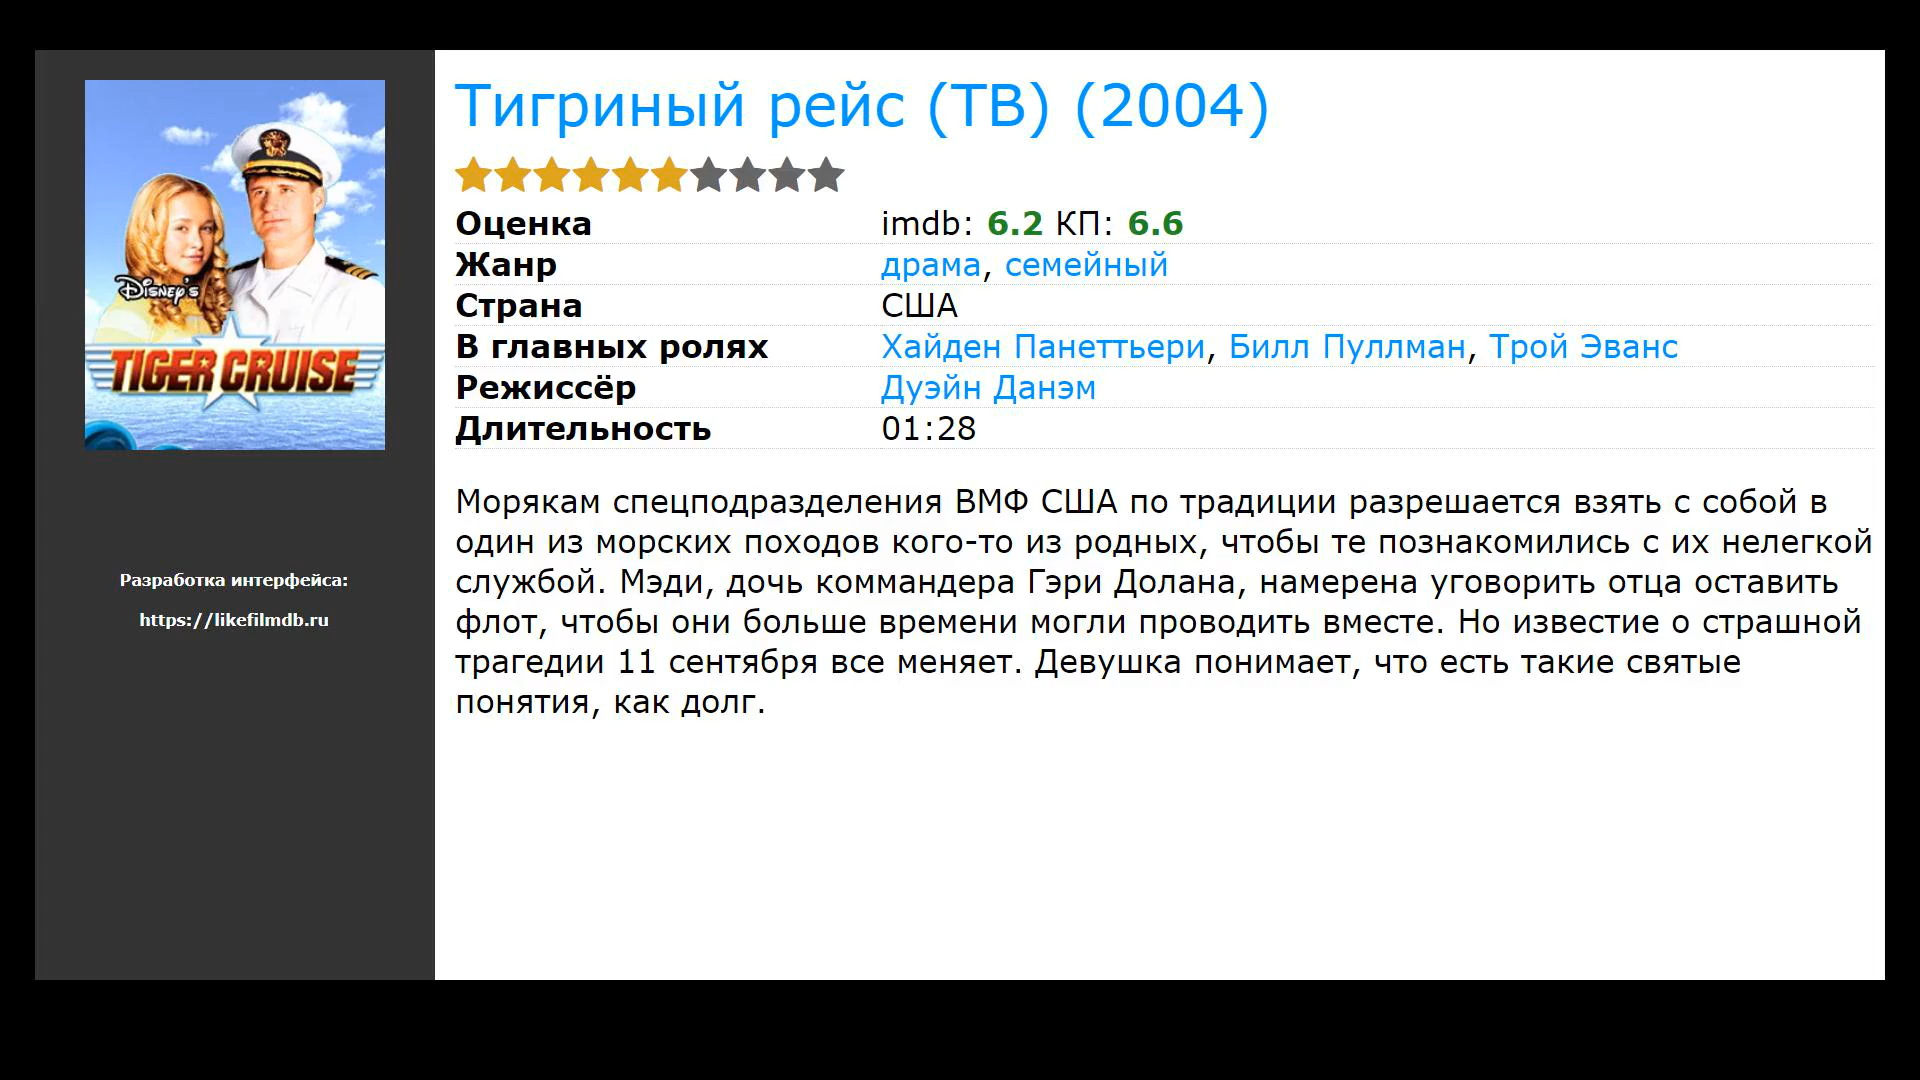 Тигриный рейс (ТВ) (2004)
Оценка imdb: 6.2 КП: 6.6
Жанр драма, семейный
Страна США
В главных ролях Хайден Панеттьери, Билл Пуллман, Трой Эванс
Режиссёр Дуэйн Данэм
Длительность 01:28
Морякам спецподразделения ВМФ США по традиции разрешается взять с собой в
один из морских походов кого-то из родных, чтобы те познакомились с их нелегкой
службой. Мэди, дочь коммандера Гэри Долана, намерена уговорить отца оставить
флот, чтобы они больше времени могли проводить вместе. Но известие о страшной
трагедии 11 сентября все меняет. Девушка понимает, что есть такие святые
понятия, как долг.
Disney's
TIGER CRUISE
Разработка интерфейса:
https://likefilmdb.ru